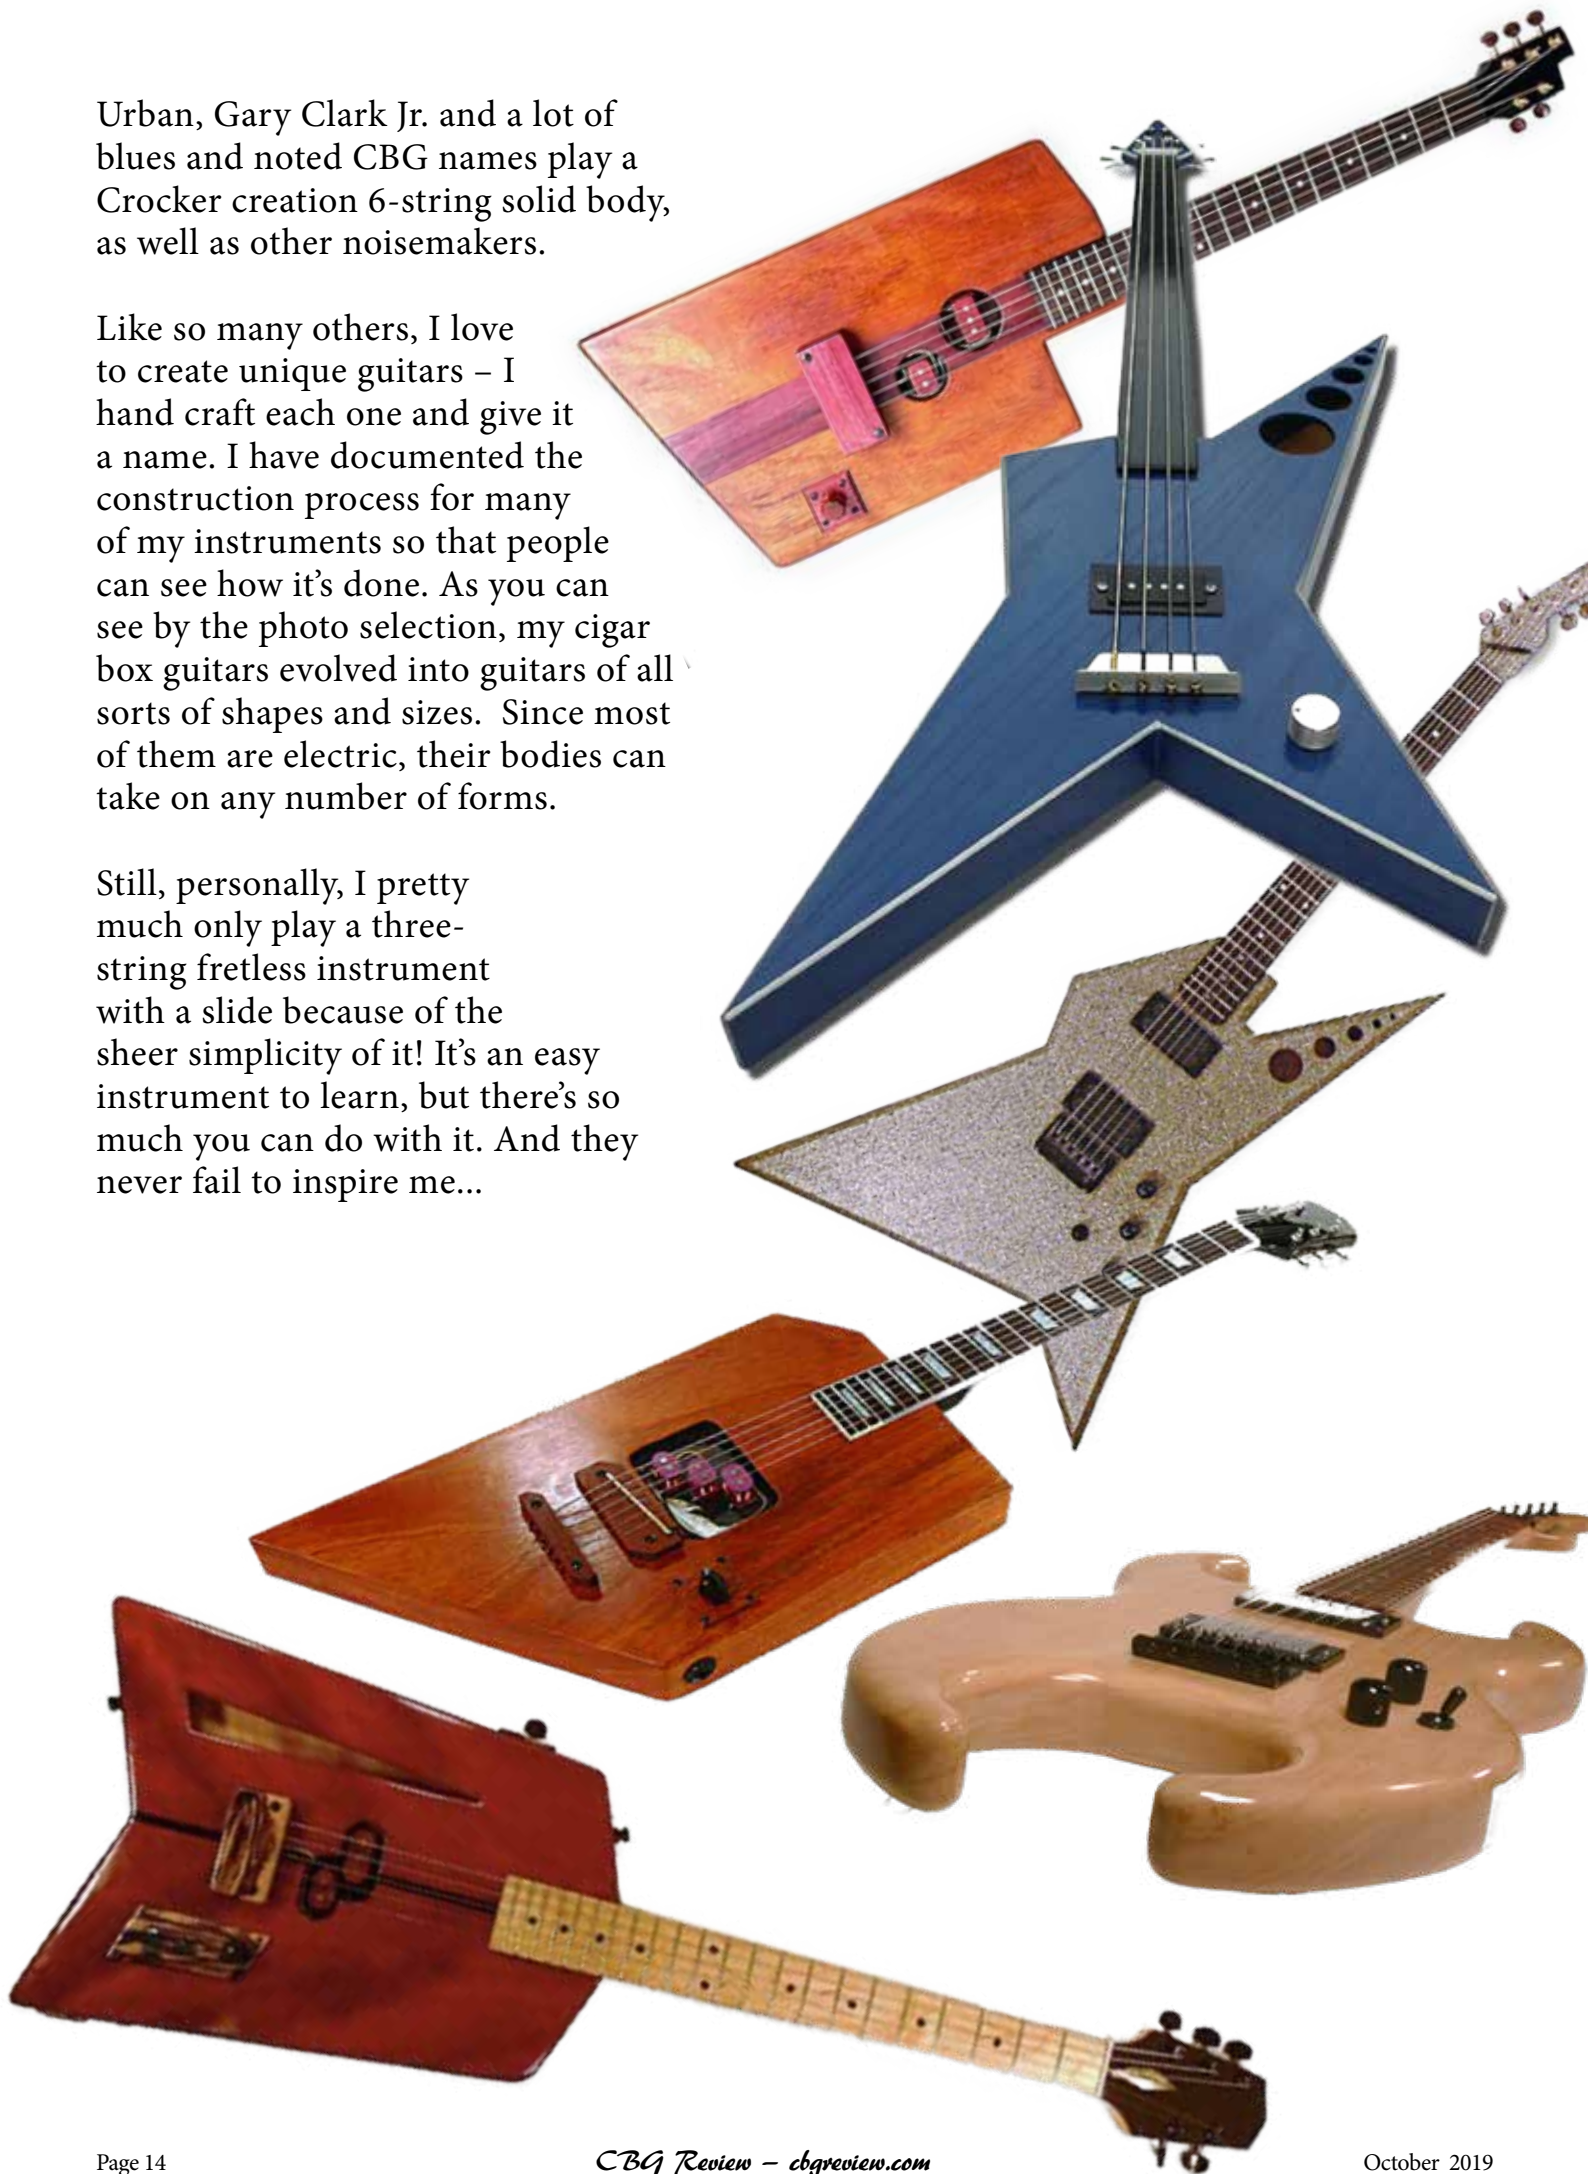 Urban, Gary Clark Jr. and a lot of
blues and noted CBG names play a
Crocker creation 6-string solid body,
as well as other noisemakers.
Like so many others, I love
to create unique guitars – I
hand craft each one and give it
a name. I have documented the
construction process for many
of my instruments so that people
can see how it's done. As you can
see by the photo selection, my cigar
box guitars evolved into guitars of all
sorts of shapes and sizes.  Since most
of them are electric, their bodies can
take on any number of forms.
Still, personally, I pretty
much only play a three-
string fretless instrument
with a slide because of the
sheer simplicity of it! It's an easy
instrument to learn, but there's so
much you can do with it. And they
never fail to inspire me...
Page 14
CBG Review – cbgreview.com
October 2019